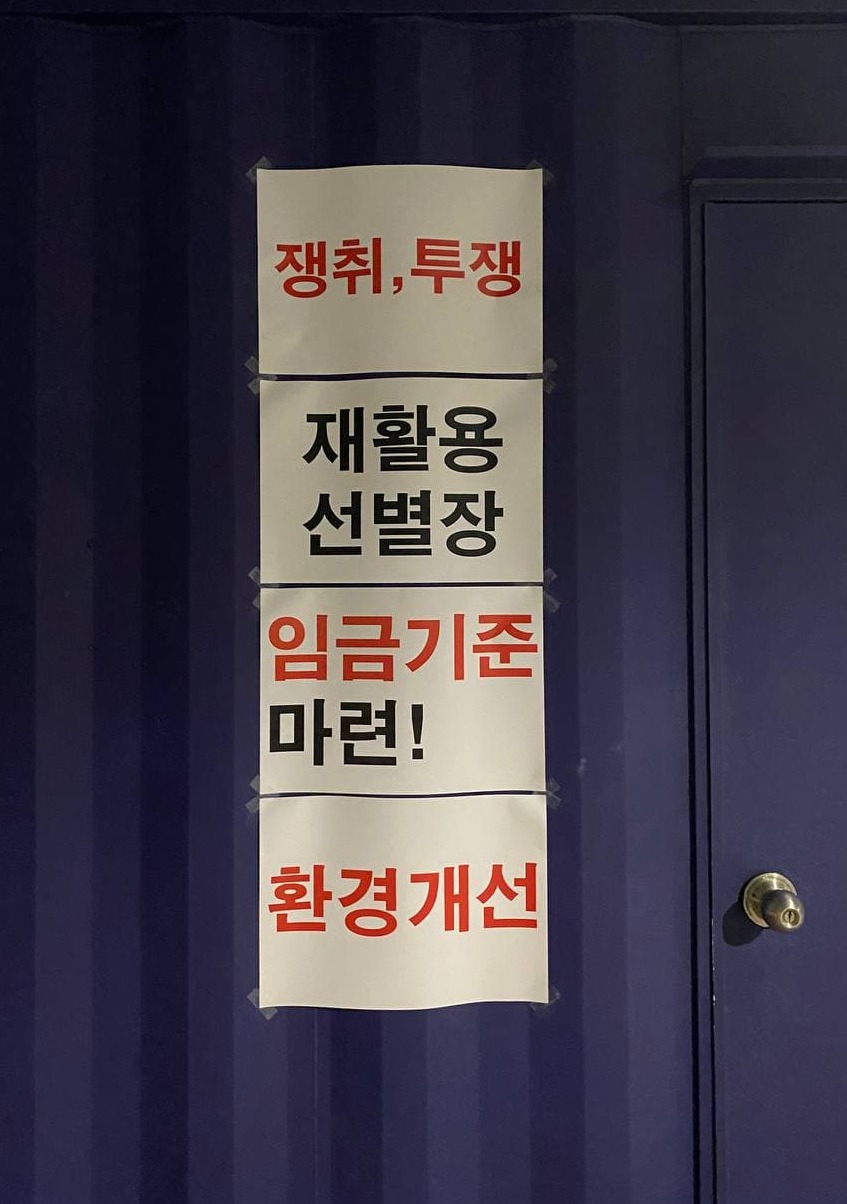 쟁취,투쟁
재활용
선별장
임금기준
마련!
환경개선